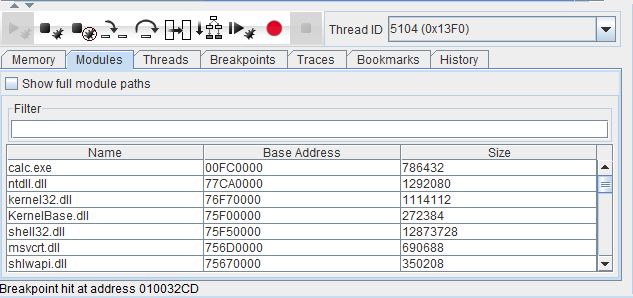 Thread ID 5104 (0x13F0)
Memory Modules Threads Breakpoints Traces Bookmarks History
Show full module paths
Filter
Name Base Address Size
calc.exe 00FC0000 786432
ntdll.dll 77CA0000 1292080
kernel32.dll 76F70000 1114112
KernelBase.dll 75F00000 272384
shell32.dll 75F50000 12873728
msvcrt.dll 756D0000 690688
shlwapi.dll 75670000 350208
Breakpoint hit at address 010032CD